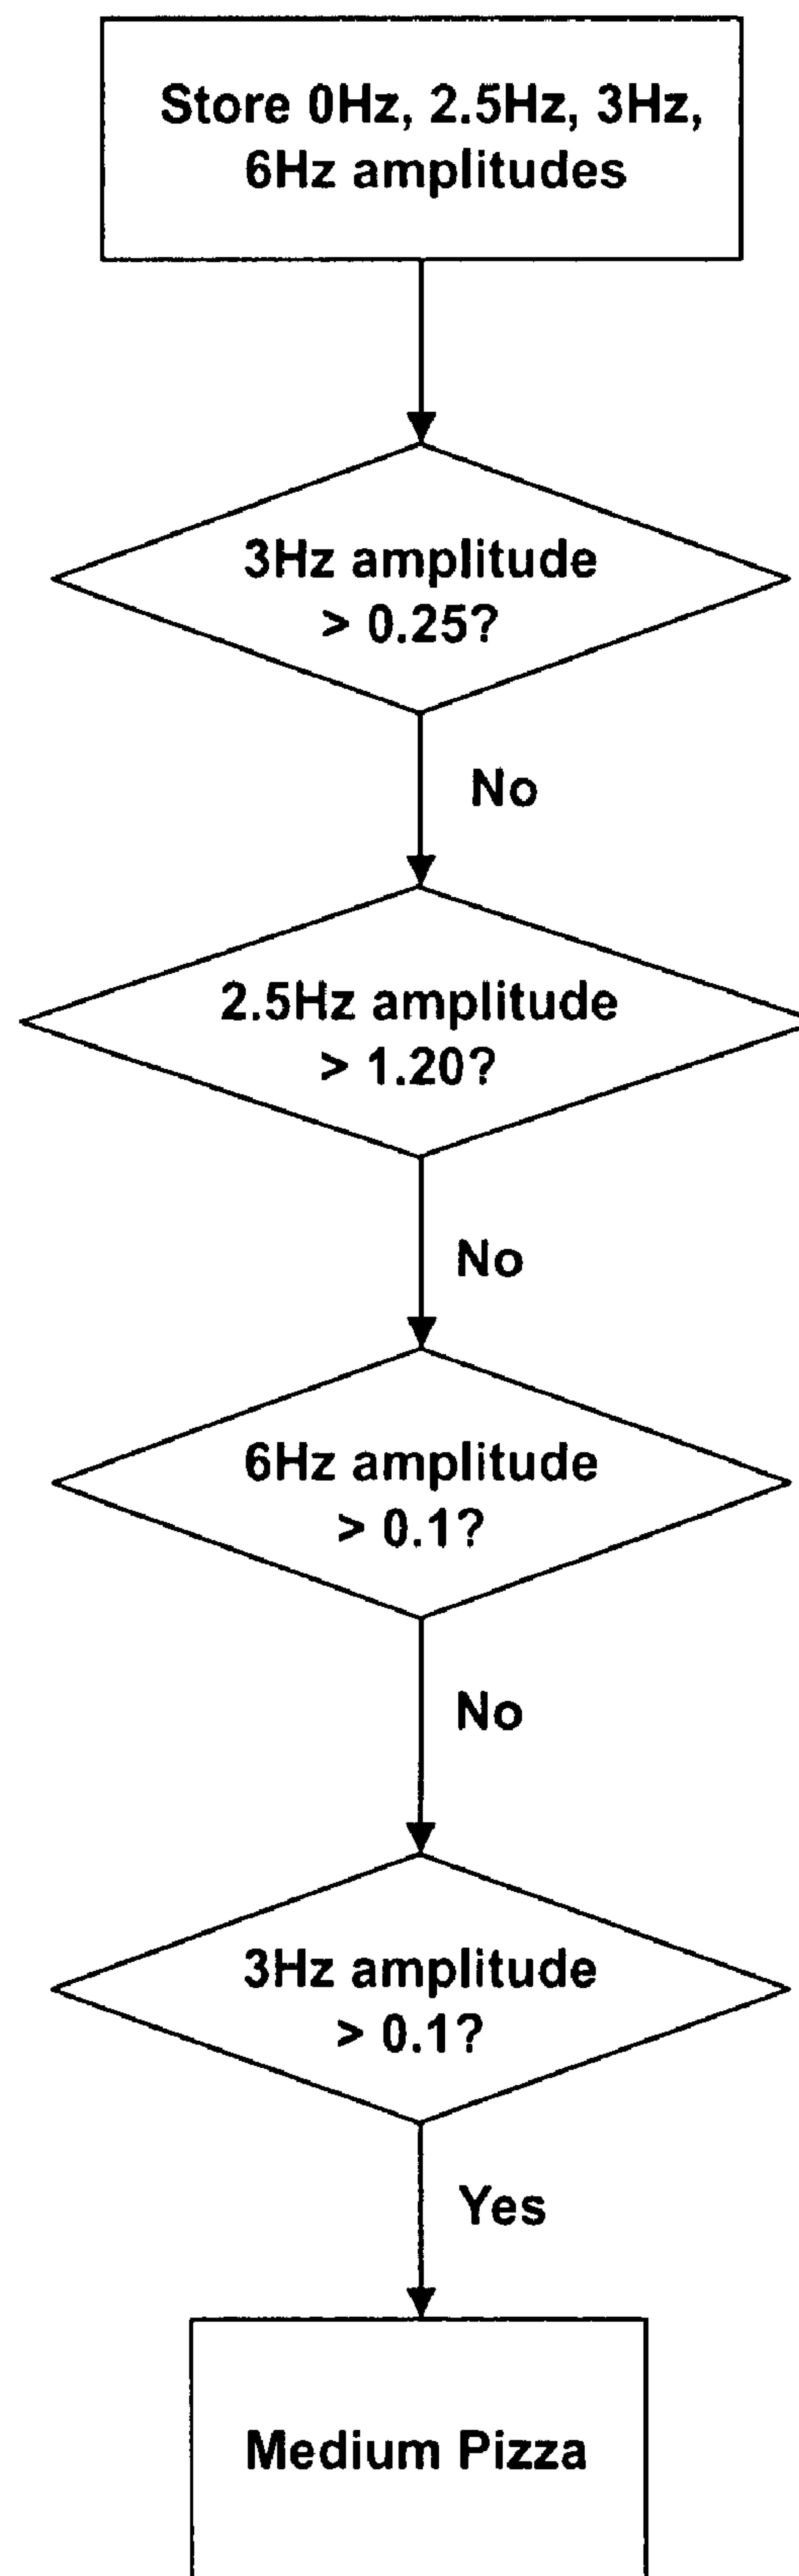 Store 0Hz, 2.5Hz, 3Hz,
6Hz amplitudes
3Hz amplitude
> 0.25?
No
2.5Hz amplitude
> 1.20?
No
6Hz amplitude
> 0.1?
No
3Hz amplitude
> 0.1?
Yes
Medium Pizza